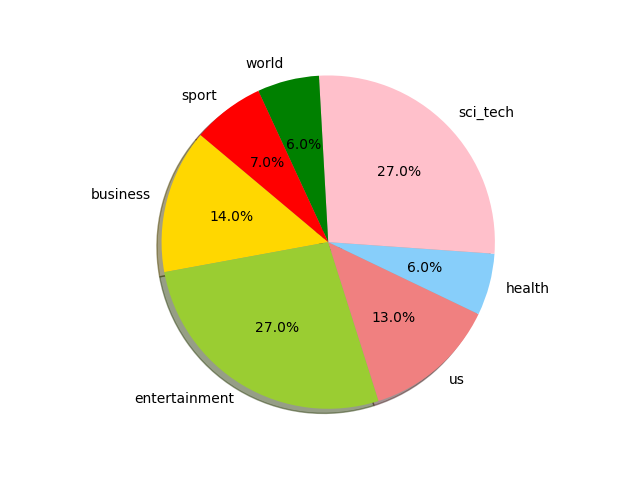 world
sport
sci_tech
6.0%
7.0%
27.0%
business
14.0%
6.0%
health
13.0%
27.0%
us
entertainment